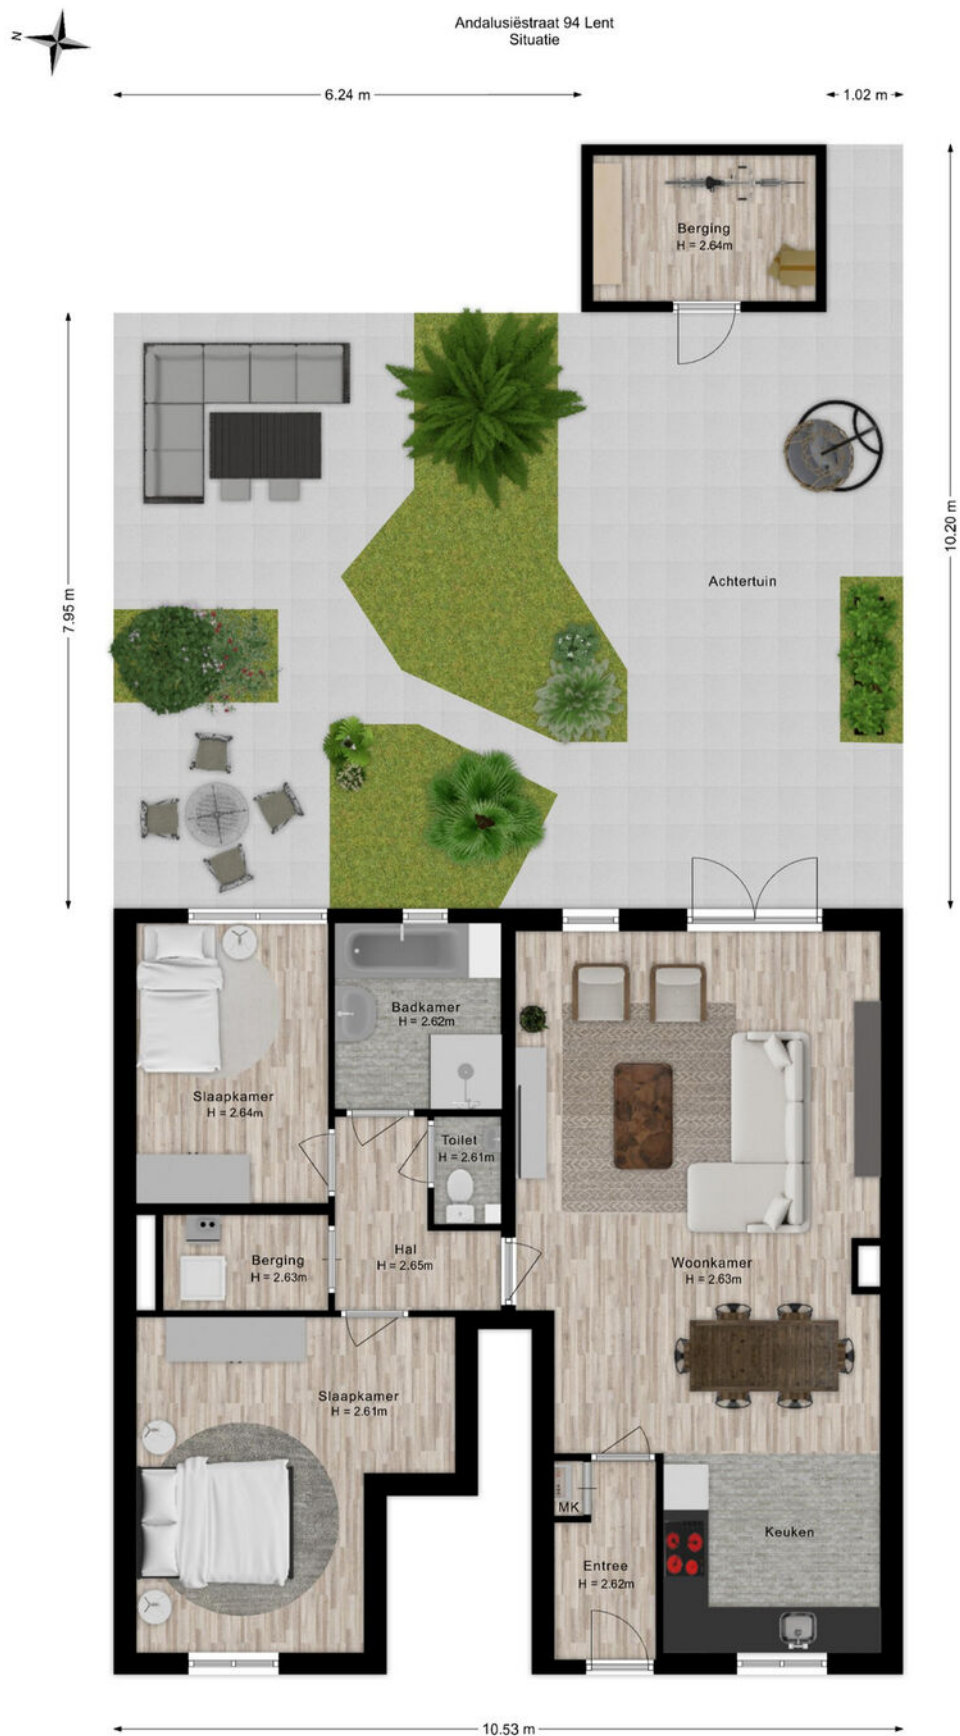 Andalusiëstraat 94 Lent
Situatie
N
6.24 m
1.02 m
Berging
H = 2.64m
10.20 m
7.95 m
Achtertuin
Badkamer
H = 2.62m
Slaapkamer
H = 2.64m
Toilet
H = 2.61m
Hal
H = 2.65m
Berging
H = 2.63m
Woonkamer
H = 2.63m
Slaapkamer
H = 2.61m
MK
Keuken
Entree
H = 2.62m
10.53 m